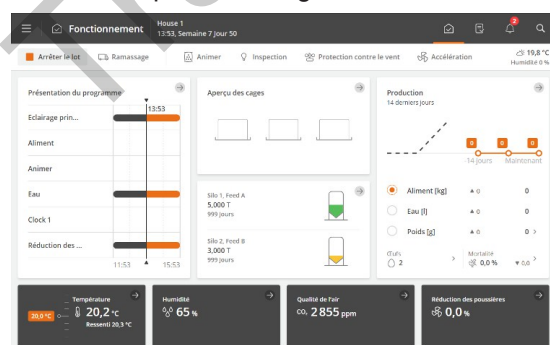 House 1
Fonctionnement
13:53, Semaine 7 Jour 50
2
Arrêter le lot
Ramassage
Animer
Inspection
Protection contre le vent
Accélération
19,8 °C
Humidité 0 %
Présentation du programme
13:53
Eclairage prin...
Aliment
Animer
Eau
Clock 1
Réduction des ...
11:53
15:53
Aperçu des cages
Silo 1, Feed A
5,000 T
999 Jours
Silo 2, Feed B
3,000 T
999 Jours
Production
14 derniers jours
0 0 0
14 Jours Maintenant
Aliment [kg] ▲ 0 0
Eau [l] ▲ 0 0
Poids [g] ▲ 0 0 >
Œufs
2 >
Mortalité
0,0 % ▼ 0,0 >
Température
20,0 °C
20,2 °C
Ressenti 20,3 °C
Humidité
65 %
Qualité de l'air
CO₂ 2 855 ppm
Réduction des poussières
0,0 %